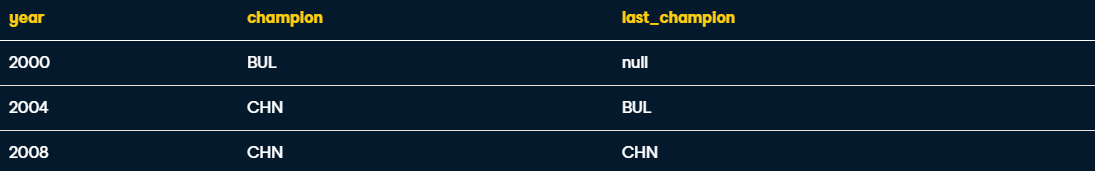 year champion last_champion
2000 BUL null
2004 CHN BUL
2008 CHN CHN